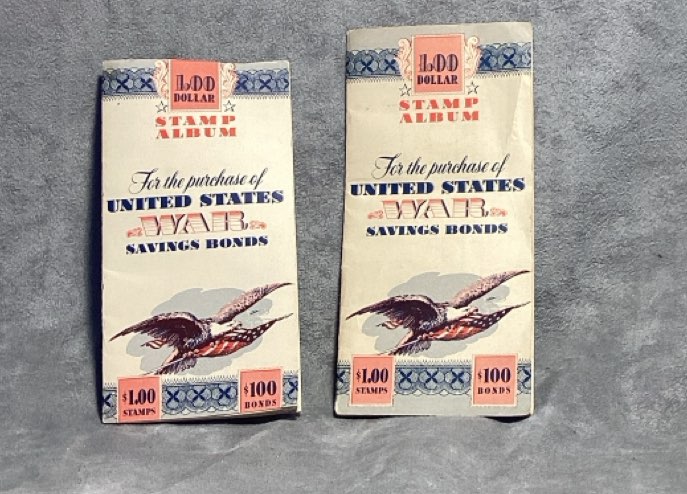 1.00
DOLLAR
STAMP
ALBUM
For the purchase of
UNITED STATES
WAR
SAVINGS BONDS
$1.00
STAMPS
$100
BONDS
1.00
DOLLAR
STAMP
ALBUM
For the purchase of
UNITED STATES
WAR
SAVINGS BONDS
$1.00
STAMPS
$100
BONDS